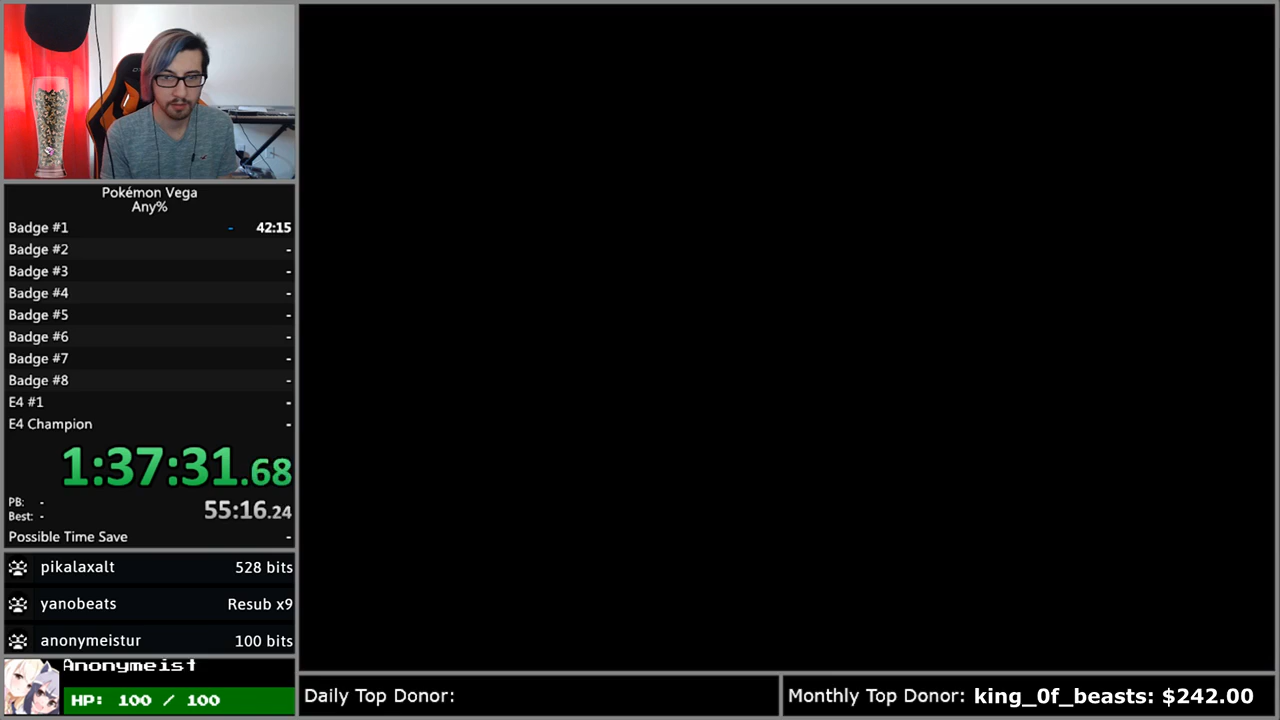 Pokémon Vega
Any%
Badge #1 - 42:15
Badge #2 -
Badge #3 -
Badge #4 -
Badge #5 -
Badge #6 -
Badge #7 -
Badge #8 -
E4 #1 -
E4 Champion -
1:37:31.68
PB: -
Best: -
55:16.24
Possible Time Save -
pikalaxalt 528 bits
yanobeats Resub x9
anonymeistur 100 bits
Anonymeist
HP: 100 / 100
Daily Top Donor:
Monthly Top Donor: king_0f_beasts: $242.00